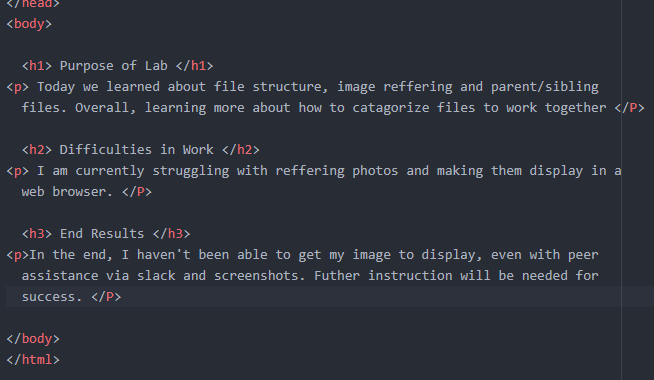 </head>
<body>
<h1> Purpose of Lab </h1>
<p> Today we learned about file structure, image reffering and parent/sibling
files. Overall, learning more about how to catagorize files to work together </P>
<h2> Difficulties in Work </h2>
<p> I am currently struggling with reffering photos and making them display in a
web browser. </P>
<h3> End Results </h3>
<p>In the end, I haven't been able to get my image to display, even with peer
assistance via slack and screenshots. Futher instruction will be needed for
success. </P>
</body>
</html>